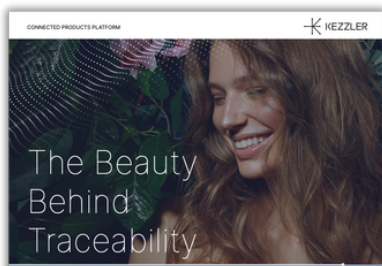 CONNECTED PRODUCTS PLATFORM
KEZZLER
The Beauty
Behind
Traceability